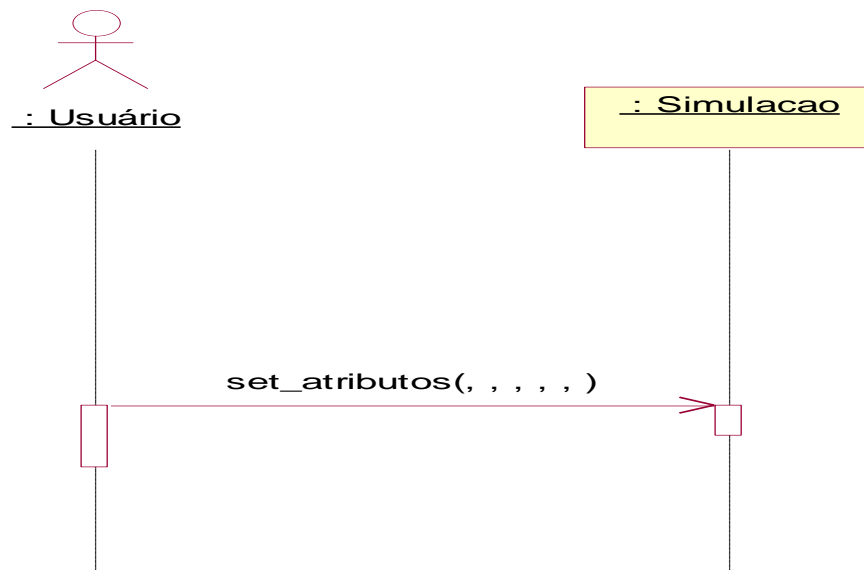 : Usuário
: Simulacao
set_atributos(, , , , , )